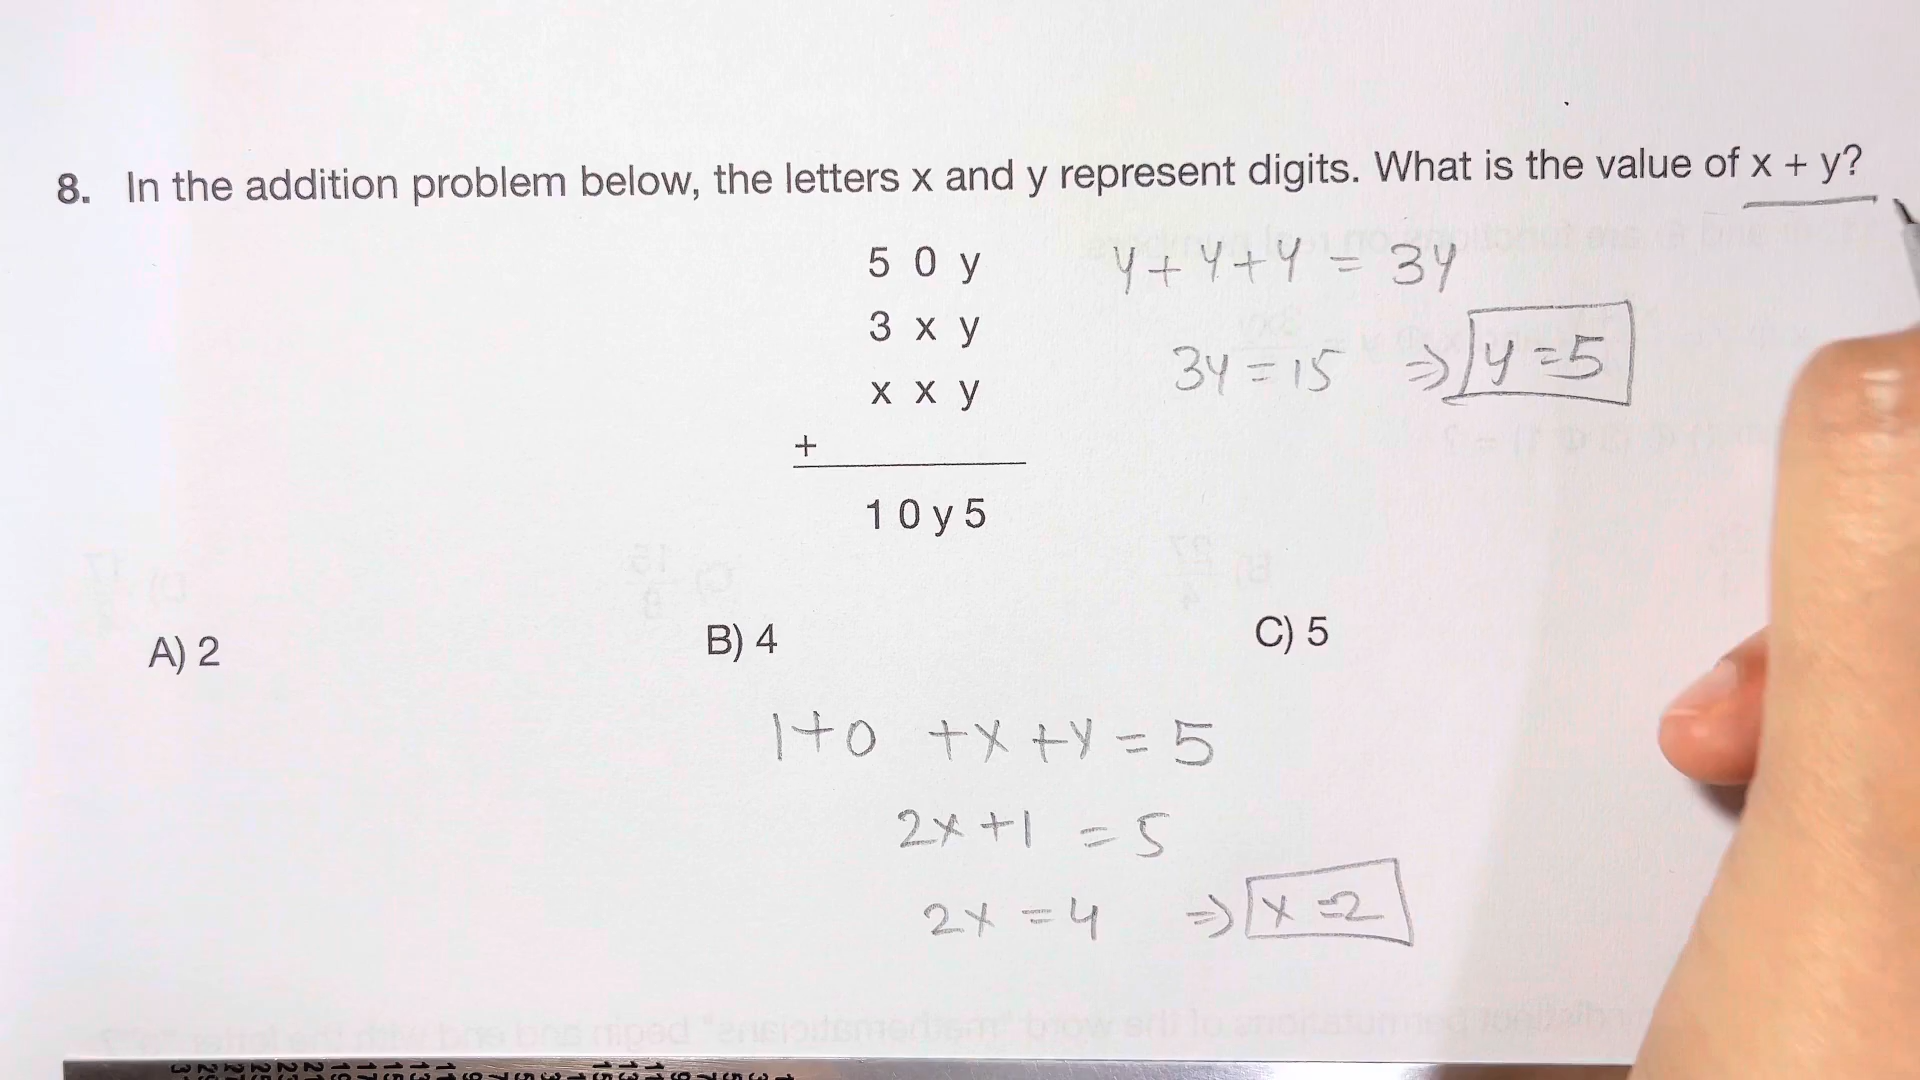 8. In the addition problem below, the letters x and y represent digits. What is the value of x + y?
5 0 y
3 x y
x x y
+
1 0 y 5
y + y + y = 3y
3y = 15 ⇒ y = 5
A) 2 B) 4 C) 5
1 + 0 + x + y = 5
2x + 1 = 5
2x = 4 ⇒ x = 2